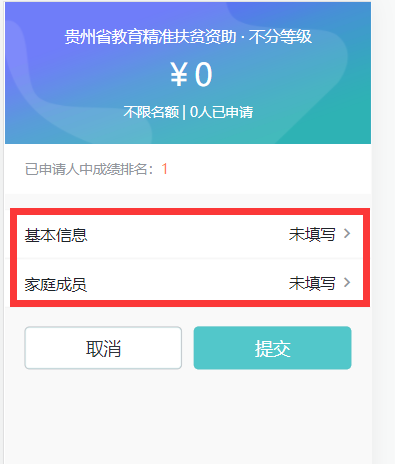 贵州省教育精准扶贫资助 · 不分等级
￥0
不限名额 | 0人已申请
已申请人中成绩排名：1
基本信息 未填写 >
家庭成员 未填写 >
取消 提交